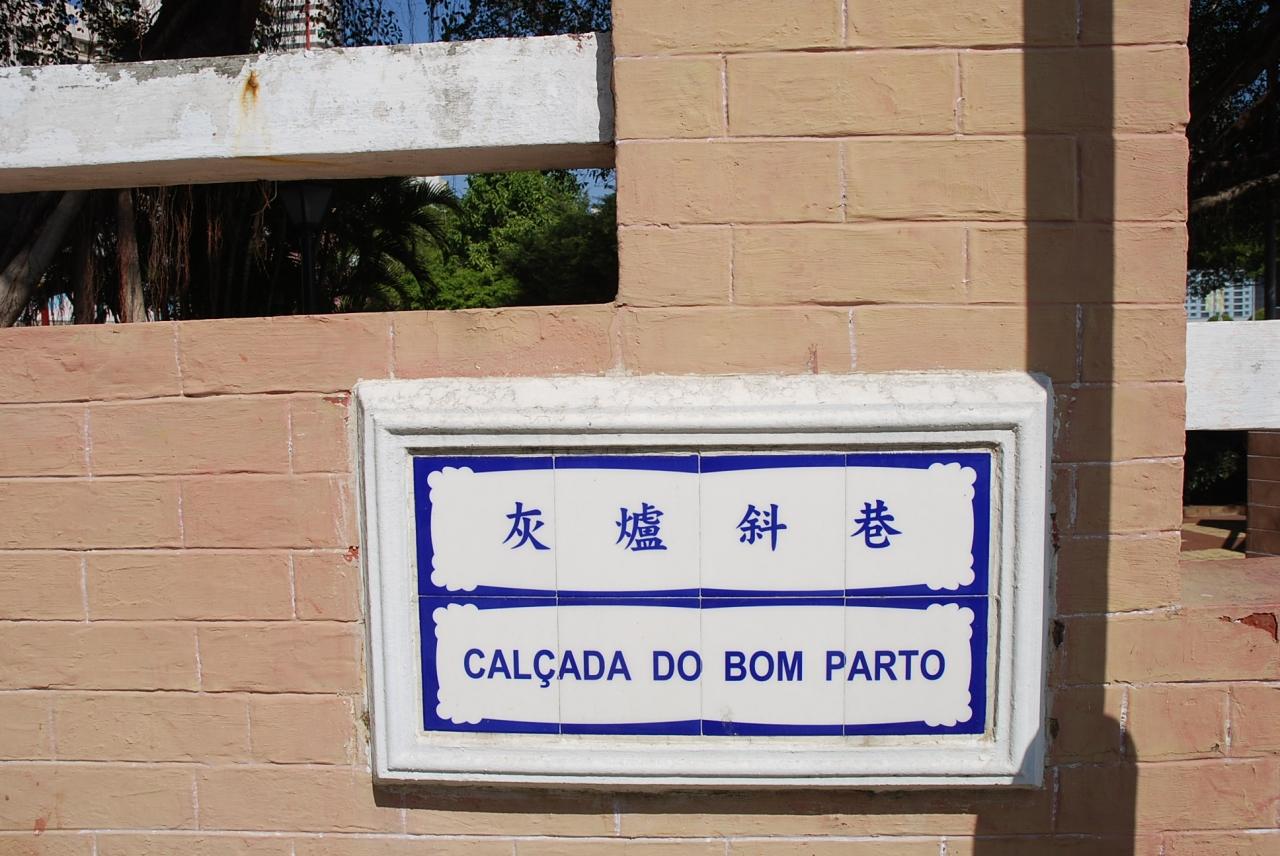 灰爐斜巷
CALÇADA DO BOM PARTO